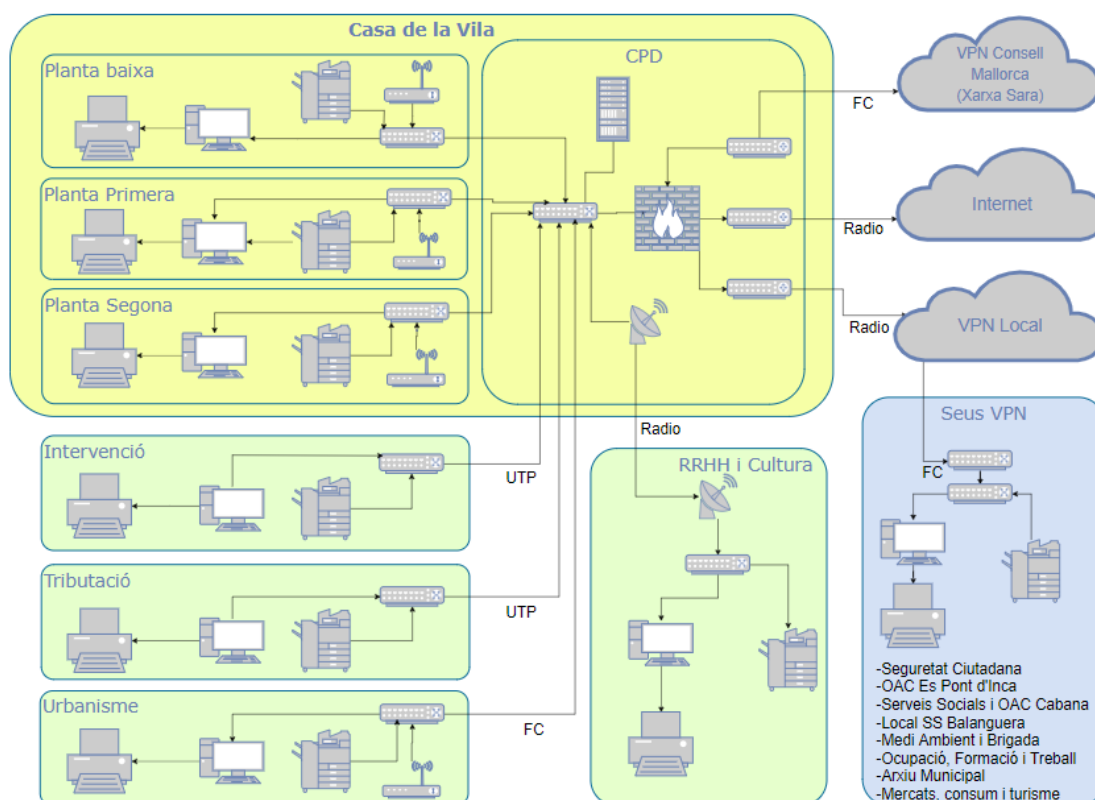 Casa de la Vila
Planta baixa
CPD
VPN Consell
Mallorca
(Xarxa Sara)
FC
Planta Primera
Internet
Radio
Planta Segona
VPN Local
Radio
Seus VPN
Radio
Intervenció
UTP
RRHH i Cultura
FC
Tributació
UTP
Urbanisme
FC
-Seguretat Ciutadana
-OAC Es Pont d'Inca
-Serveis Socials i OAC Cabana
-Local SS Balanguera
-Medi Ambient i Brigada
-Ocupació, Formació i Treball
-Arxiu Municipal
-Mercats, consum i turisme